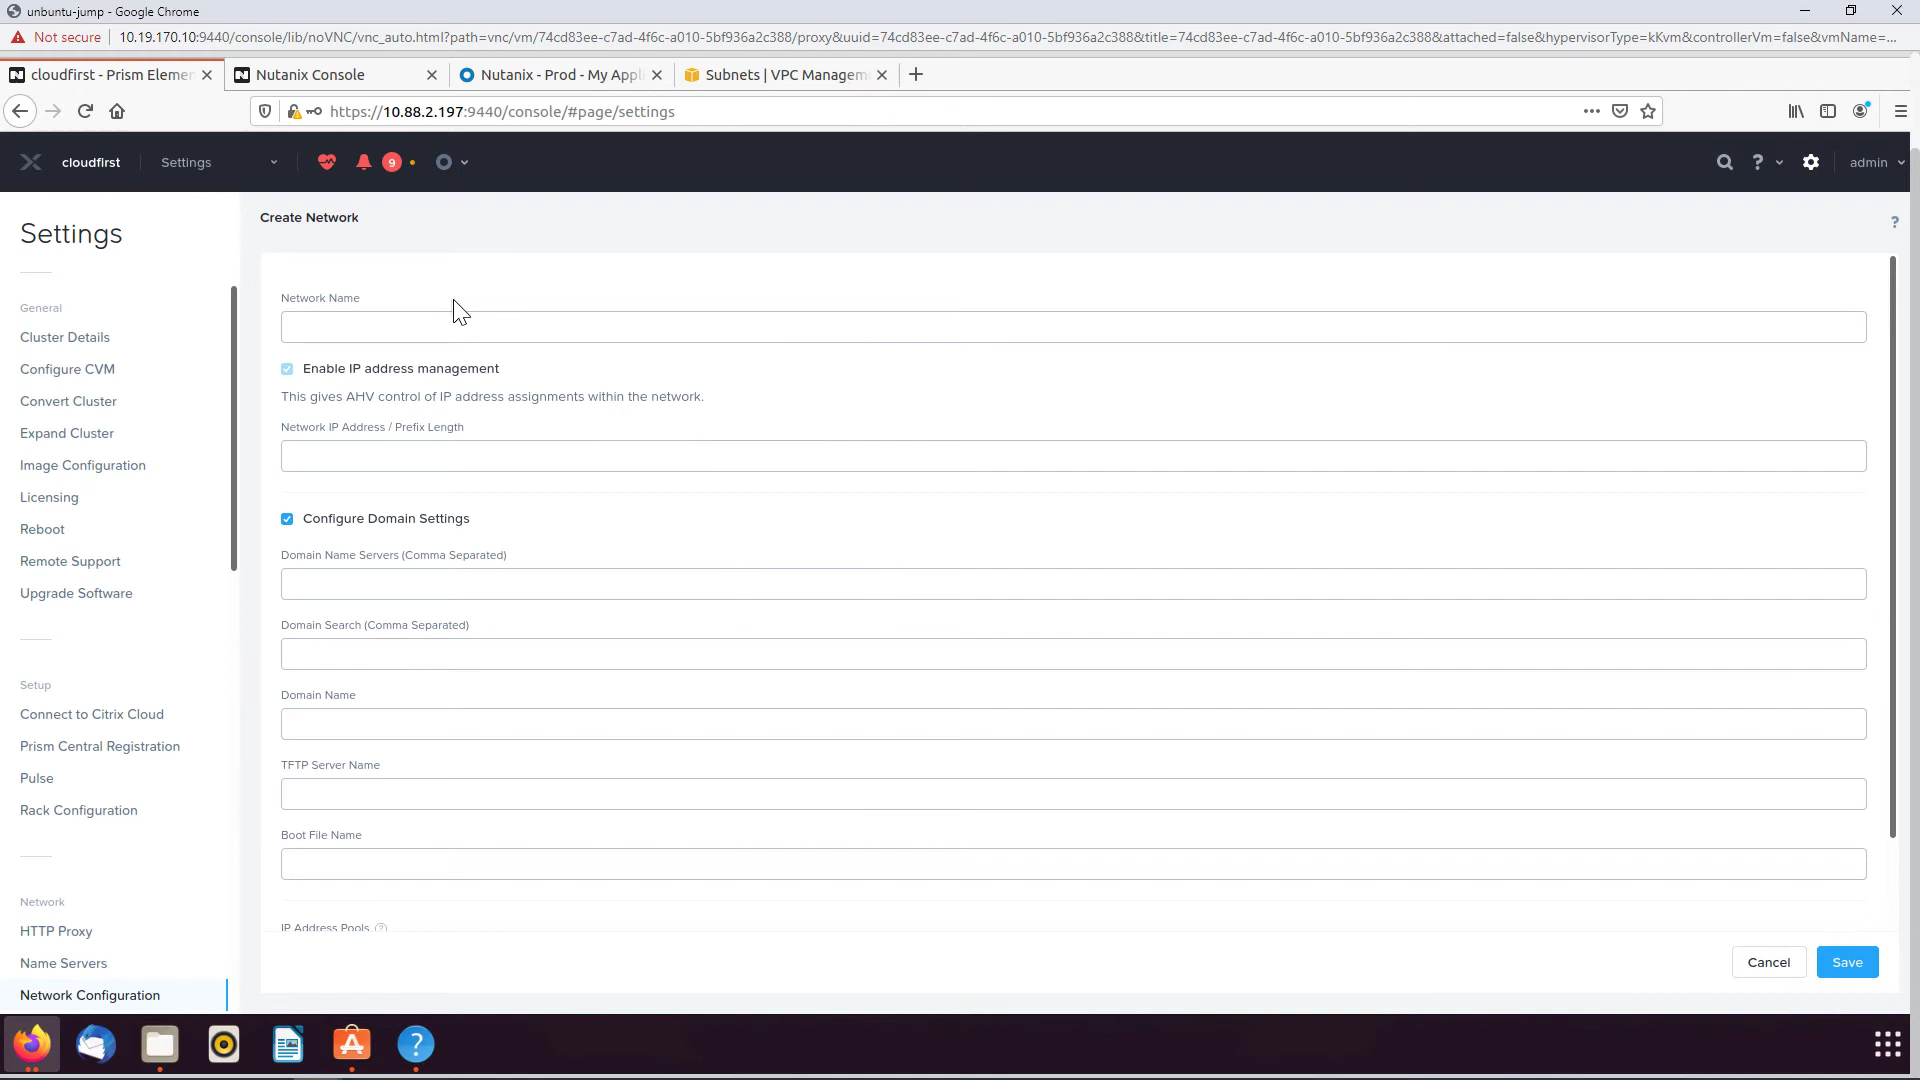 unbuntu-jump - Google Chrome
Not secure
10.19.170.10:9440/console/lib/noVNC/vnc_auto.html?path=vnc/vm/74cd83ee-c7ad-4f6c-a010-5bf936a2c388/proxy&uuid=74cd83ee-c7ad-4f6c-a010-5bf936a2c388&title=74cd83ee-c7ad-4f6c-a010-5bf936a2c388&attached=false&hypervisorType=kKvm&controllerVm=false&vmName=...
cloudfirst - Prism Elemen
Nutanix Console
Nutanix - Prod - My Appl
Subnets | VPC Managem
https://10.88.2.197:9440/console/#page/settings
cloudfirst
Settings
9
?
admin
Settings
General
Cluster Details
Configure CVM
Convert Cluster
Expand Cluster
Image Configuration
Licensing
Reboot
Remote Support
Upgrade Software
Setup
Connect to Citrix Cloud
Prism Central Registration
Pulse
Rack Configuration
Network
HTTP Proxy
Name Servers
Network Configuration
Create Network
?
Network Name
Enable IP address management
This gives AHV control of IP address assignments within the network.
Network IP Address / Prefix Length
Configure Domain Settings
Domain Name Servers (Comma Separated)
Domain Search (Comma Separated)
Domain Name
TFTP Server Name
Boot File Name
IP Address Pools ?
Cancel
Save